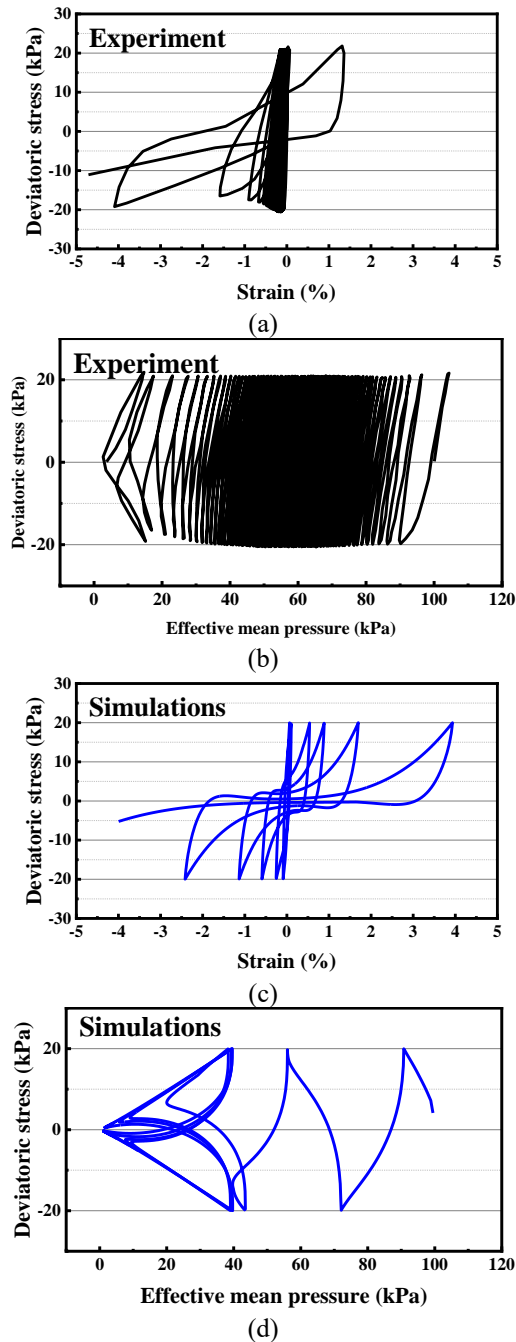 30
20
10
0
-10
-20
-30
Experiment
Deviatoric stress (kPa)
-5 -4 -3 -2 -1 0 1 2 3 4 5
Strain (%)
(a)
Experiment
20
0
-20
Deviatoric stress (kPa)
0 20 40 60 80 100 120
Effective mean pressure (kPa)
(b)
30
20
10
0
-10
-20
-30
Simulations
Deviatoric stress (kPa)
-5 -4 -3 -2 -1 0 1 2 3 4 5
Strain (%)
(c)
Simulations
20
0
-20
Deviatoric stress (kPa)
0 20 40 60 80 100 120
Effective mean pressure (kPa)
(d)